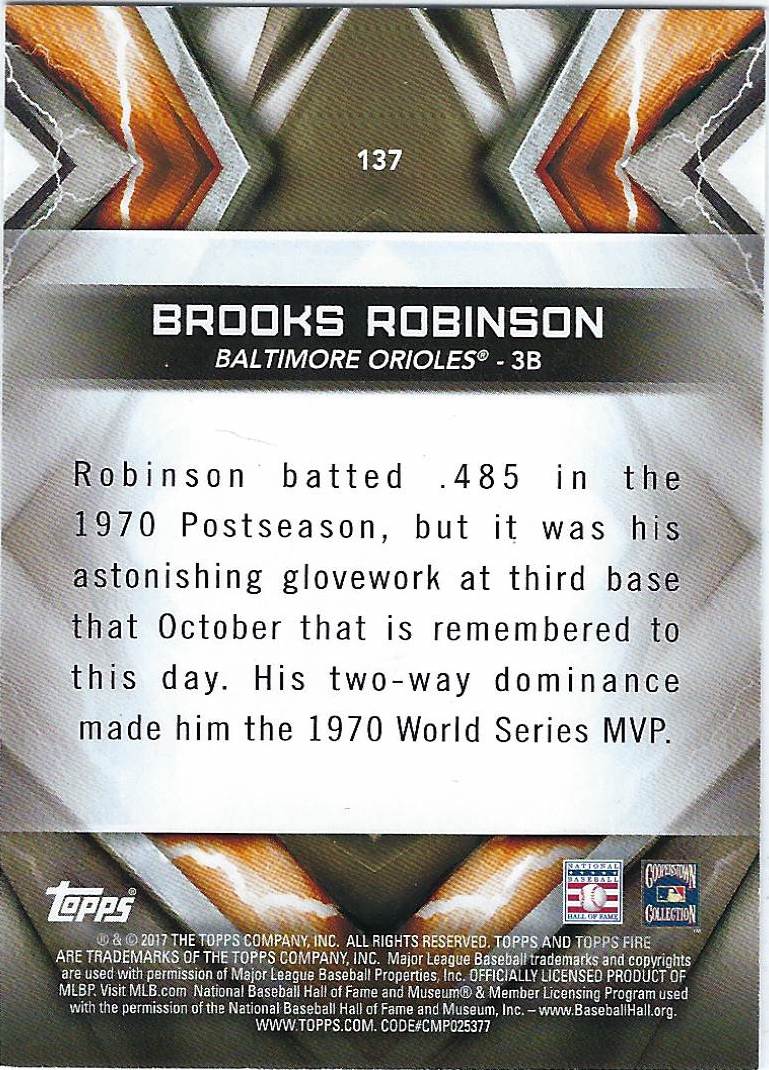 137
BROOKS ROBINSON
BALTIMORE ORIOLES® - 3B
Robinson batted .485 in the
1970 Postseason, but it was his
astonishing glovework at third base
that October that is remembered to
this day. His two-way dominance
made him the 1970 World Series MVP.
NATIONAL
BASEBALL
HALL OF FAME
COOPERSTOWN
COLLECTION
™
Topps®
® & © 2017 THE TOPPS COMPANY, INC. ALL RIGHTS RESERVED. TOPPS AND TOPPS FIRE
ARE TRADEMARKS OF THE TOPPS COMPANY, INC. Major League Baseball trademarks and copyrights
are used with permission of Major League Baseball Properties, Inc. OFFICIALLY LICENSED PRODUCT OF
MLBP. Visit MLB.com National Baseball Hall of Fame and Museum® & Member Licensing Program used
with the permission of the National Baseball Hall of Fame and Museum, Inc. – www.BaseballHall.org.
WWW.TOPPS.COM. CODE#CMP025377